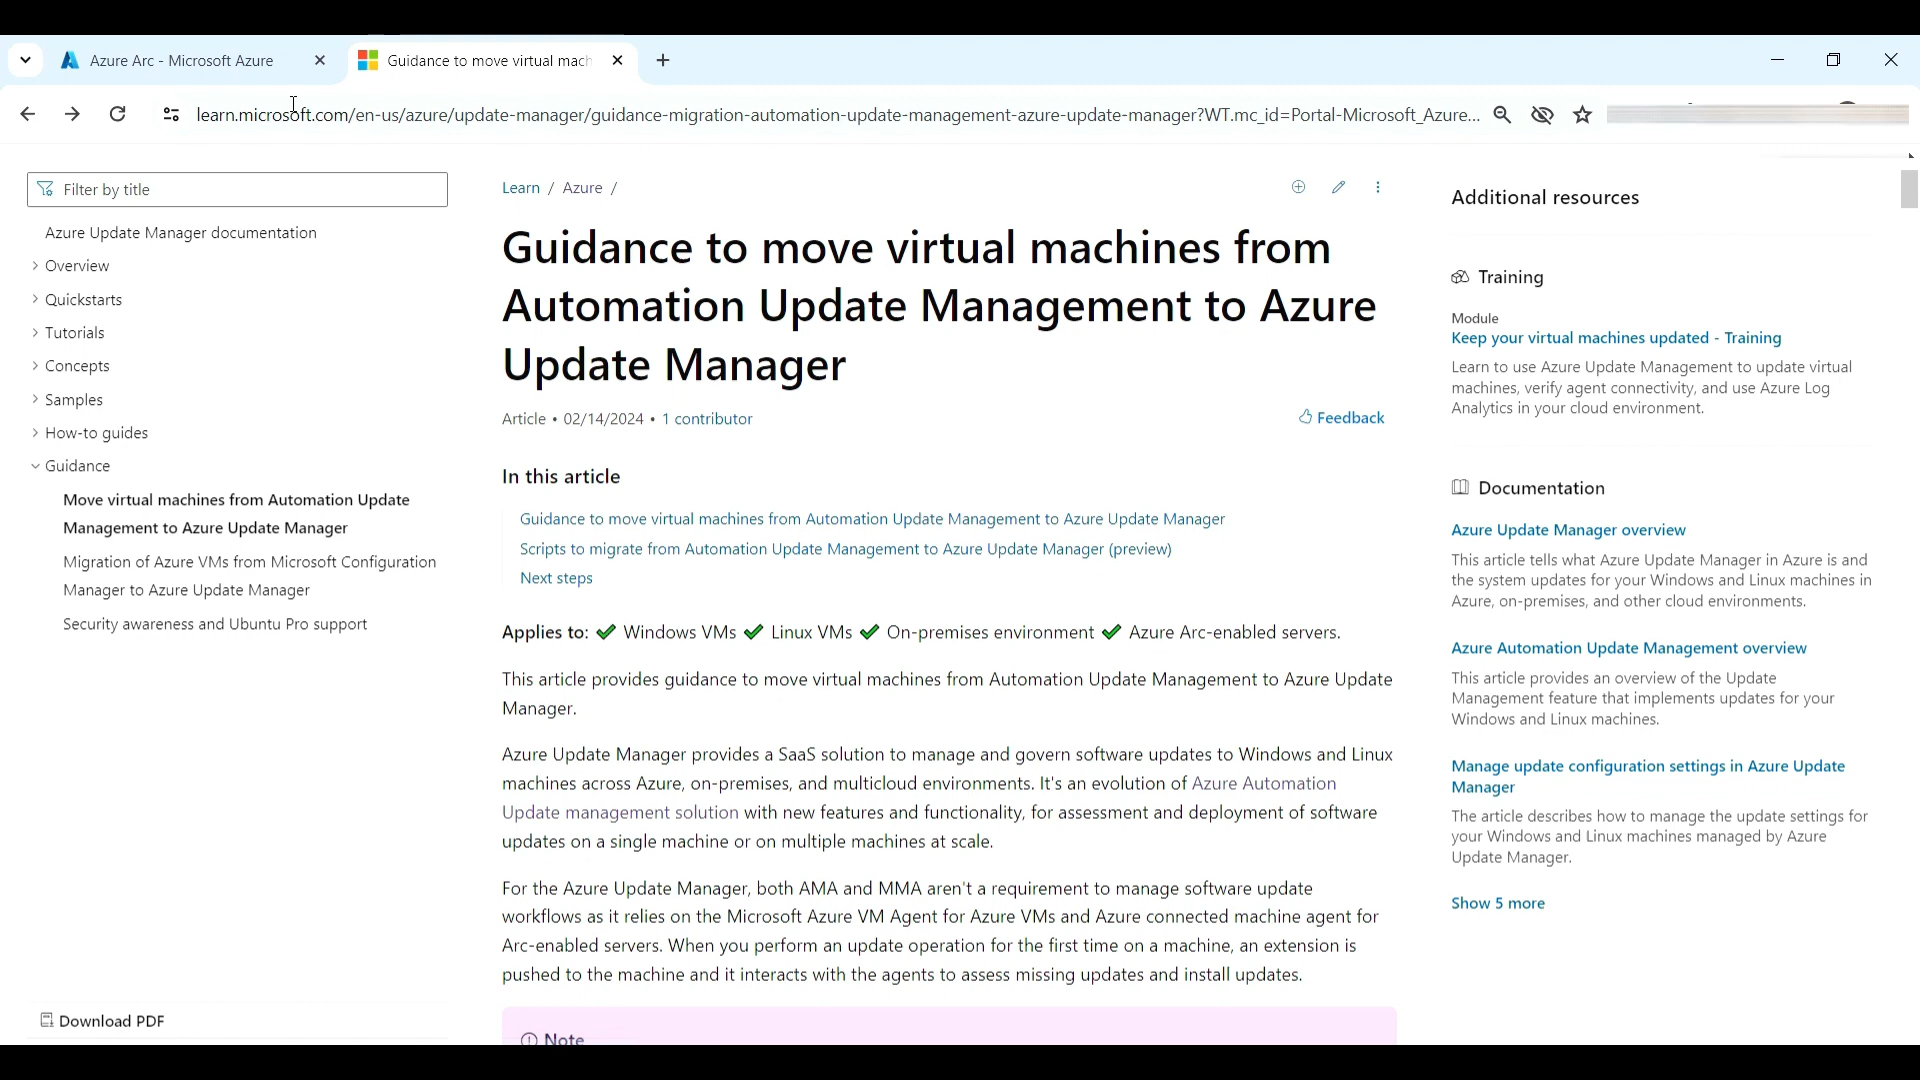 Azure Arc - Microsoft Azure
Guidance to move virtual mach
learn.microsoft.com/en-us/azure/update-manager/guidance-migration-automation-update-management-azure-update-manager?WT.mc_id=Portal-Microsoft_Azure...
Filter by title
Azure Update Manager documentation
Overview
Quickstarts
Tutorials
Concepts
Samples
How-to guides
Guidance
Move virtual machines from Automation Update
Management to Azure Update Manager
Migration of Azure VMs from Microsoft Configuration
Manager to Azure Update Manager
Security awareness and Ubuntu Pro support
Download PDF
Learn / Azure /
Guidance to move virtual machines from
Automation Update Management to Azure
Update Manager
Article • 02/14/2024 • 1 contributor
Feedback
In this article
Guidance to move virtual machines from Automation Update Management to Azure Update Manager
Scripts to migrate from Automation Update Management to Azure Update Manager (preview)
Next steps
Applies to: ✔ Windows VMs ✔ Linux VMs ✔ On-premises environment ✔ Azure Arc-enabled servers.
This article provides guidance to move virtual machines from Automation Update Management to Azure Update
Manager.
Azure Update Manager provides a SaaS solution to manage and govern software updates to Windows and Linux
machines across Azure, on-premises, and multicloud environments. It's an evolution of Azure Automation
Update management solution with new features and functionality, for assessment and deployment of software
updates on a single machine or on multiple machines at scale.
For the Azure Update Manager, both AMA and MMA aren't a requirement to manage software update
workflows as it relies on the Microsoft Azure VM Agent for Azure VMs and Azure connected machine agent for
Arc-enabled servers. When you perform an update operation for the first time on a machine, an extension is
pushed to the machine and it interacts with the agents to assess missing updates and install updates.
Note
Additional resources
Training
Module
Keep your virtual machines updated - Training
Learn to use Azure Update Management to update virtual
machines, verify agent connectivity, and use Azure Log
Analytics in your cloud environment.
Documentation
Azure Update Manager overview
This article tells what Azure Update Manager in Azure is and
the system updates for your Windows and Linux machines in
Azure, on-premises, and other cloud environments.
Azure Automation Update Management overview
This article provides an overview of the Update
Management feature that implements updates for your
Windows and Linux machines.
Manage update configuration settings in Azure Update
Manager
The article describes how to manage the update settings for
your Windows and Linux machines managed by Azure
Update Manager.
Show 5 more